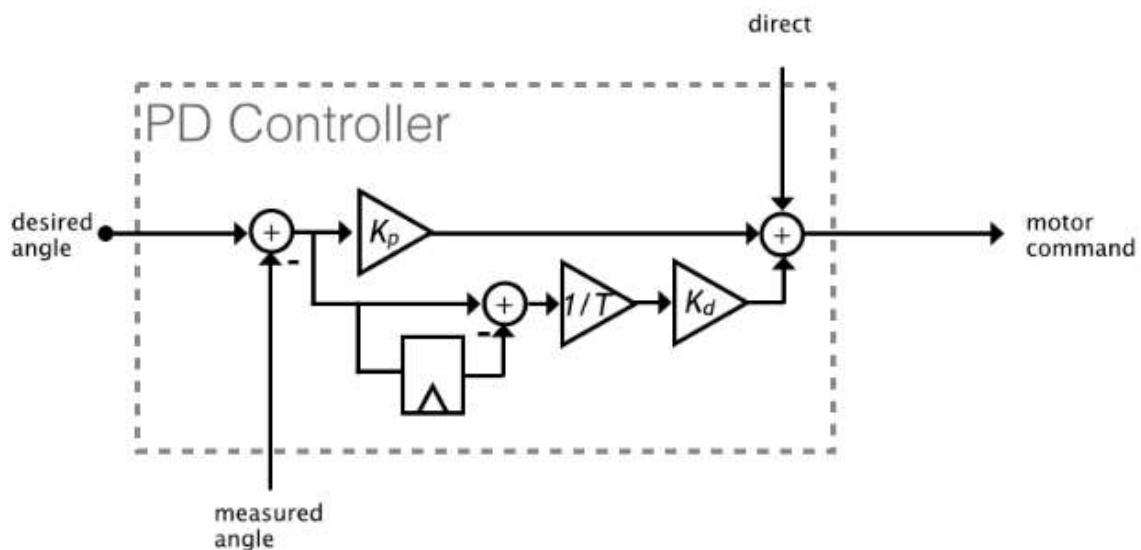 direct
PD Controller
desired
angle
+
-
Kp
+
motor
command
+
-
1/T
Kd
measured
angle